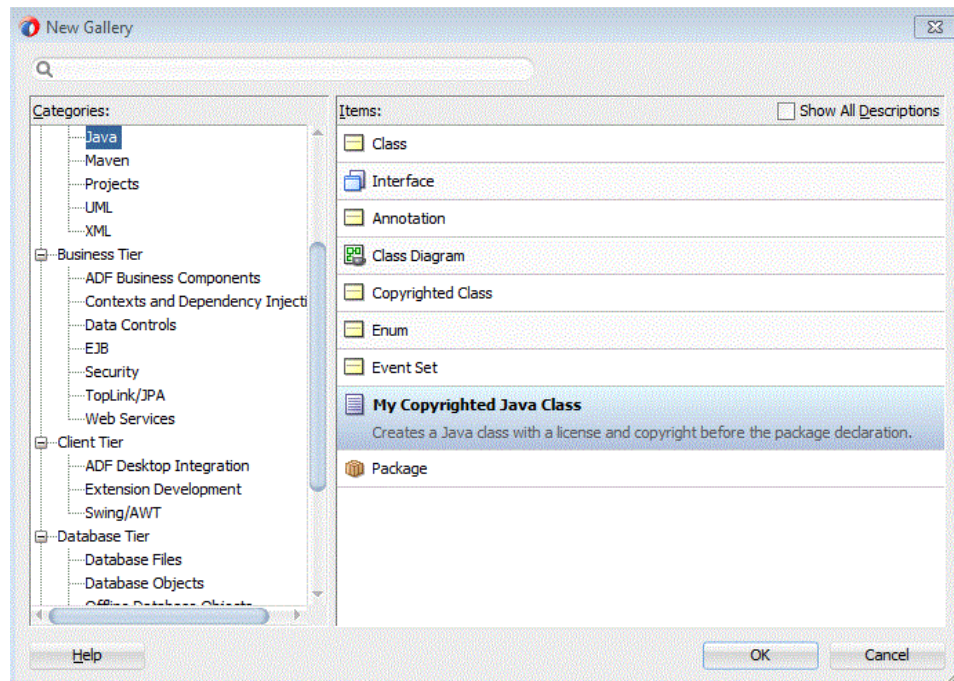 New Gallery
Categories:
Java
Maven
Projects
UML
XML
Business Tier
ADF Business Components
Contexts and Dependency Injecti
Data Controls
EJB
Security
TopLink/JPA
Web Services
Client Tier
ADF Desktop Integration
Extension Development
Swing/AWT
Database Tier
Database Files
Database Objects
Offline Database Objects
Items:
Show All Descriptions
Class
Interface
Annotation
Class Diagram
Copyrighted Class
Enum
Event Set
My Copyrighted Java Class
Creates a Java class with a license and copyright before the package declaration.
Package
Help
OK
Cancel